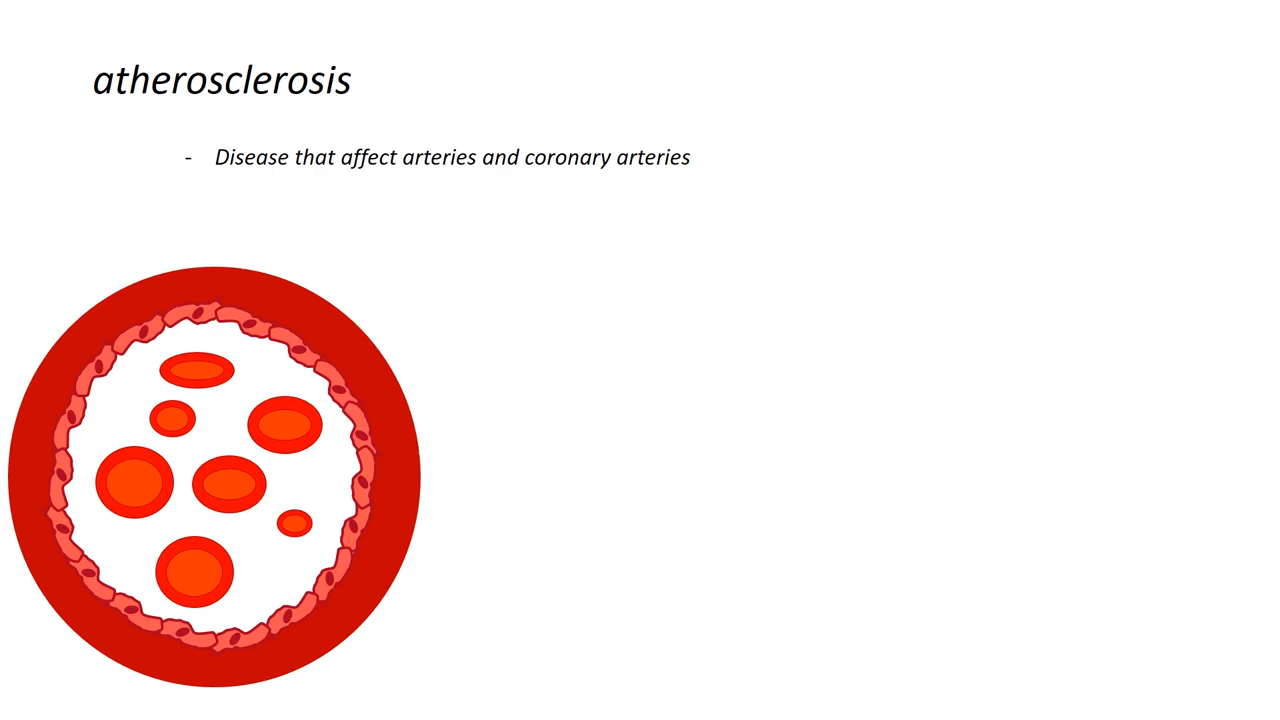 atherosclerosis
- Disease that affect arteries and coronary arteries